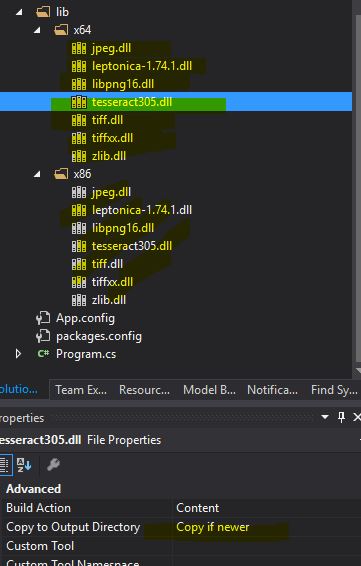 lib
x64
jpeg.dll
leptonica-1.74.1.dll
libpng16.dll
tesseract305.dll
tiff.dll
tiffxx.dll
zlib.dll
x86
jpeg.dll
leptonica-1.74.1.dll
libpng16.dll
tesseract305.dll
tiff.dll
tiffxx.dll
zlib.dll
App.config
packages.config
C# Program.cs
olutio... Team Ex... Resourc... Model B... Notifica... Find Sy...
roperties
esseract305.dll File Properties
Advanced
Build Action Content
Copy to Output Directory Copy if newer
Custom Tool
Custom Tool Namespace